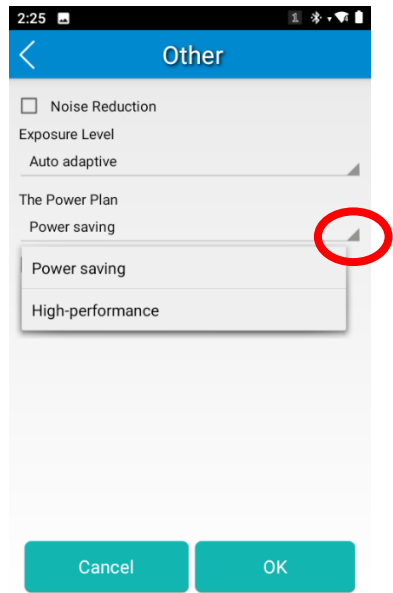 2:25
Other
Noise Reduction
Exposure Level
Auto adaptive
The Power Plan
Power saving
Power saving
High-performance
Cancel OK